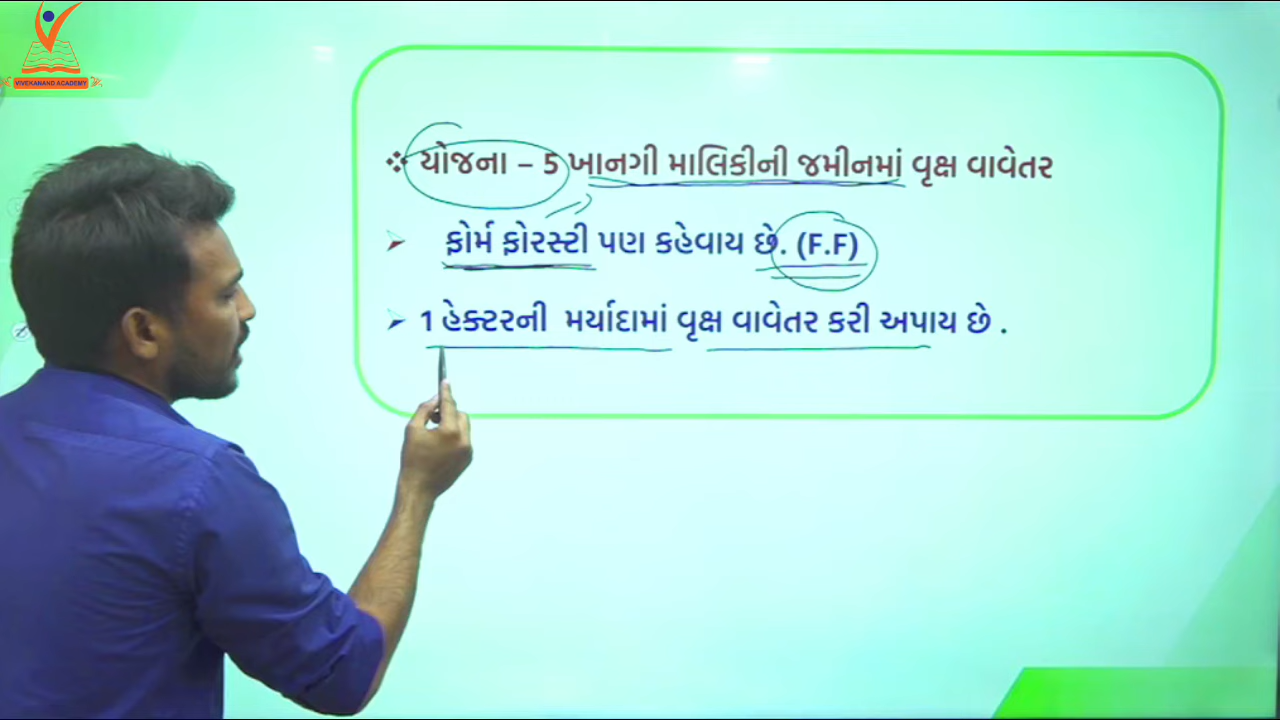 VIVEKANAND ACADEMY
❖ યોજના – 5 ખાનગી માલિકીની જમીનમાં વૃક્ષ વાવેતર
➢ ફોર્મ ફોરસ્ટી પણ કહેવાય છે. (F.F)
➢ 1 હેક્ટરની મર્યાદામાં વૃક્ષ વાવેતર કરી અપાય છે .